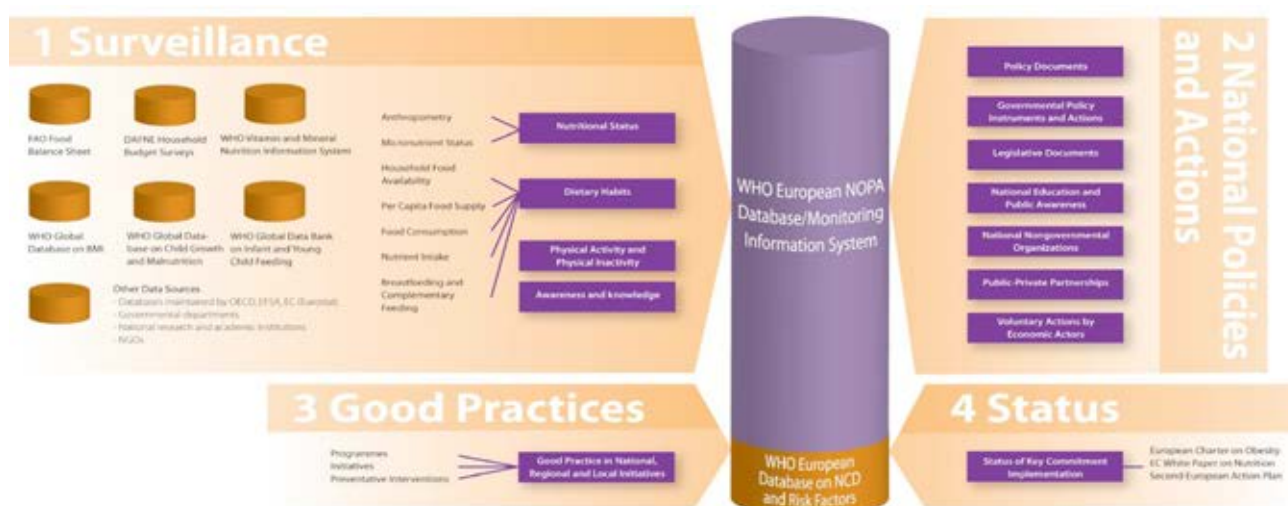 1 Surveillance
FAO Food
Balance Sheet
DAFNE Household
Budget Surveys
WHO Vitamin and Mineral
Nutrition Information System
WHO Global
Database on BMI
WHO Global Data-
base on Child Growth
and Malnutrition
WHO Global Data Bank
on Infant and Young
Child Feeding
Other Data Sources
- Databases maintained by OECD, EFSA, EC (Eurostat)
- Governmental departments
- National research and academic institutions
- NGOs
Anthropometry
Micronutrient Status
Household Food
Availability
Per Capita Food Supply
Food Consumption
Nutrient Intake
Breastfeeding and
Complementary
Feeding
Nutritional Status
Dietary Habits
Physical Activity and
Physical Inactivity
Awareness and knowledge
WHO European NOPA
Database/Monitoring
Information System
WHO European
Database on NCD
and Risk Factors
2 National Policies
and Actions
Policy Documents
Governmental Policy
Instruments and Actions
Legislative Documents
National Education and
Public Awareness
National Nongovernmental
Organizations
Public-Private Partnerships
Voluntary Actions by
Economic Actors
3 Good Practices
Programmes
Initiatives
Preventative Interventions
Good Practice in National,
Regional and Local Initiatives
4 Status
Status of Key Commitment
Implementation
European Charter on Obesity
EC White Paper on Nutrition
Second European Action Plan